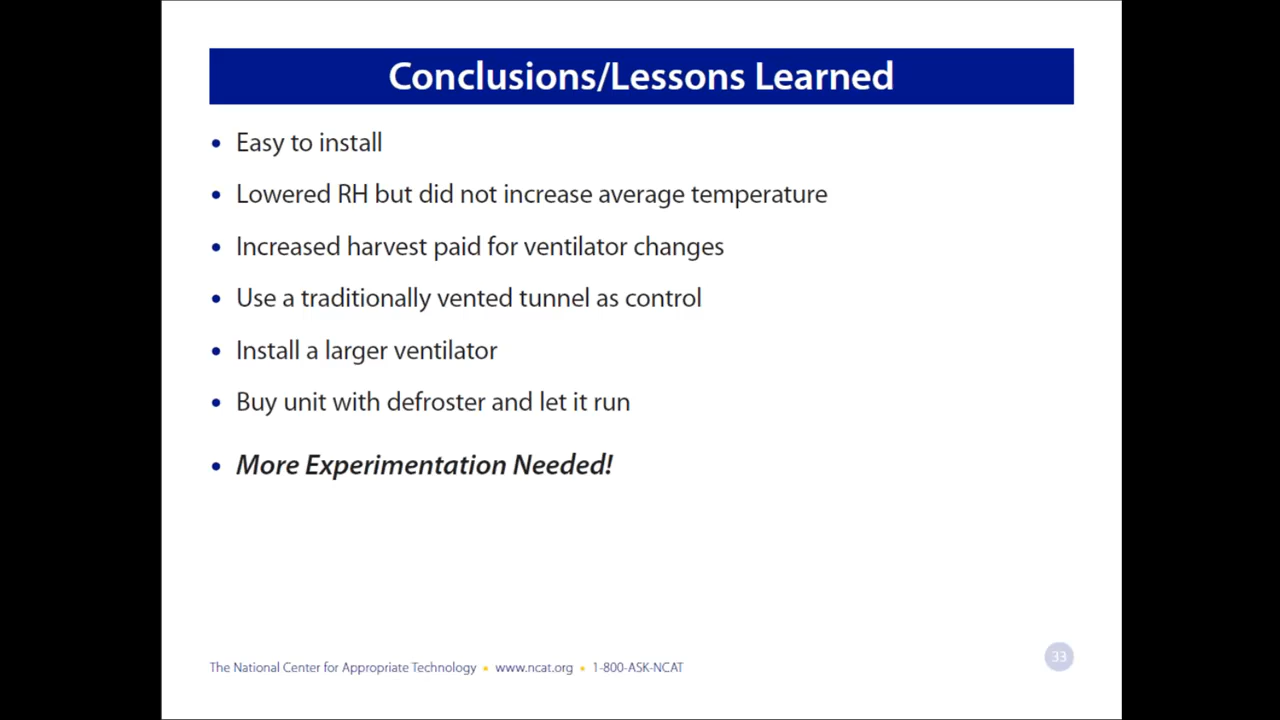 Conclusions/Lessons Learned
• Easy to install
• Lowered RH but did not increase average temperature
• Increased harvest paid for ventilator changes
• Use a traditionally vented tunnel as control
• Install a larger ventilator
• Buy unit with defroster and let it run
• More Experimentation Needed!
The National Center for Appropriate Technology • www.ncat.org • 1-800-ASK-NCAT
33